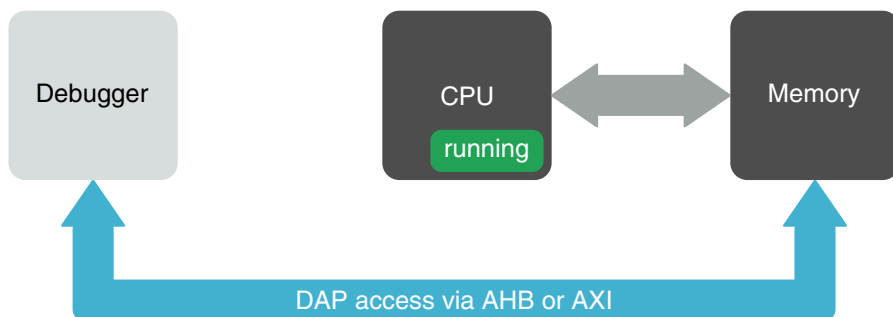 Debugger
CPU
running
Memory
DAP access via AHB or AXI